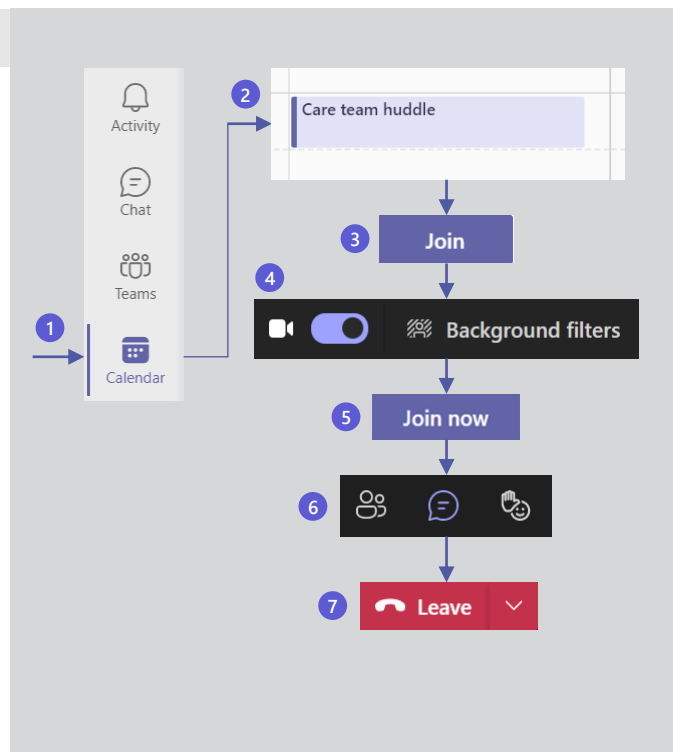 Activity
Chat
Teams
1
Calendar
2
Care team huddle
3
Join
4
Background filters
5
Join now
6
7
Leave